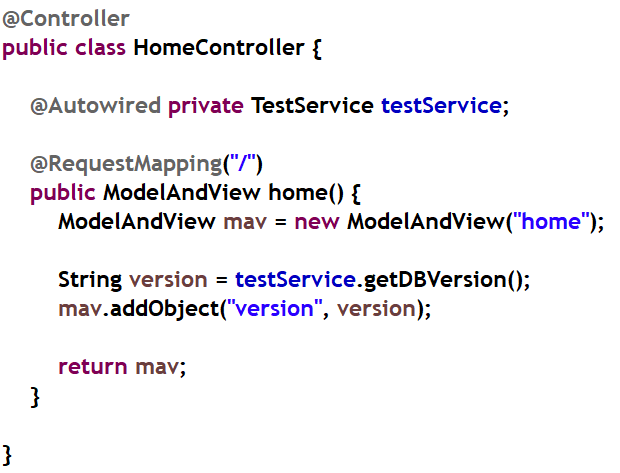 @Controller
public class HomeController {
@Autowired private TestService testService;
@RequestMapping("/")
public ModelAndView home() {
ModelAndView mav = new ModelAndView("home");
String version = testService.getDBVersion();
mav.addObject("version", version);
return mav;
}
}